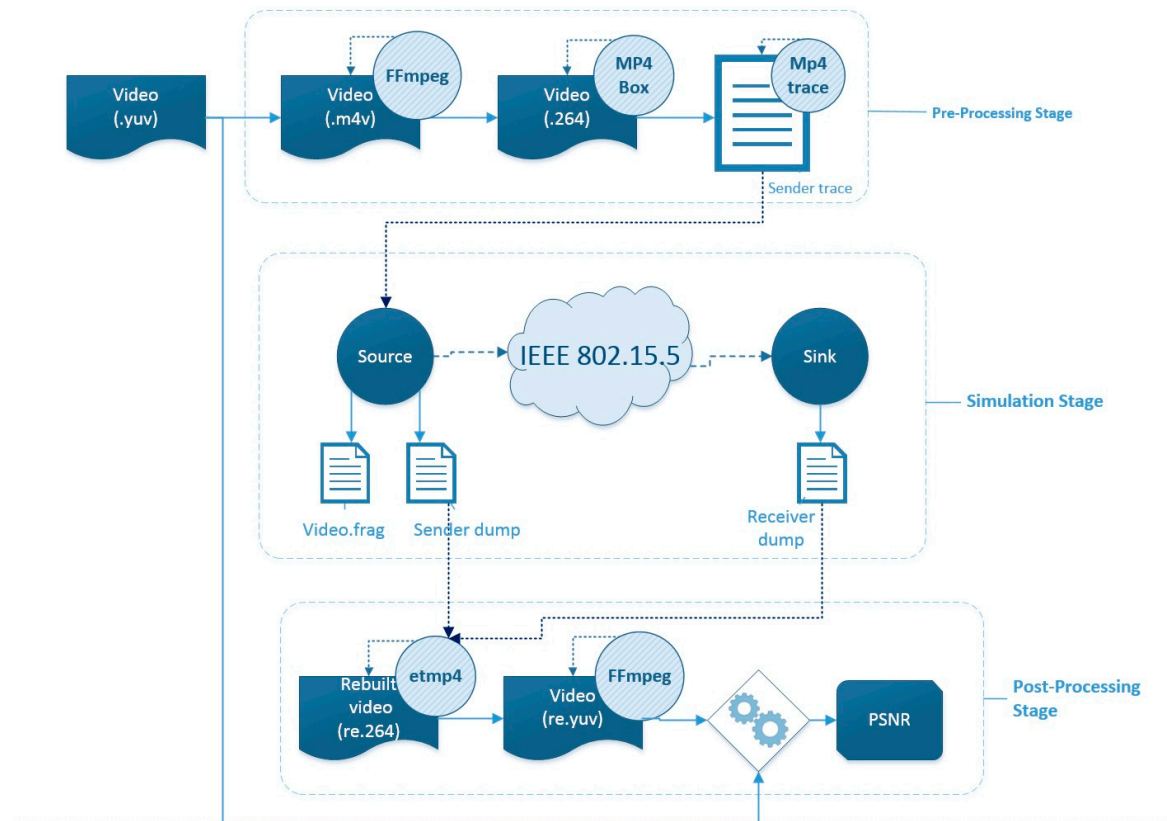 Video
(.yuv)
Video
(.m4v)
FFmpeg
Video
(.264)
MP4
Box
Mp4
trace
Sender trace
Pre-Processing Stage
Source
IEEE 802.15.5
Sink
Video.frag
Sender dump
Receiver
dump
Simulation Stage
Rebuilt
video
(re.264)
etmp4
Video
(re.yuv)
FFmpeg
PSNR
Post-Processing
Stage